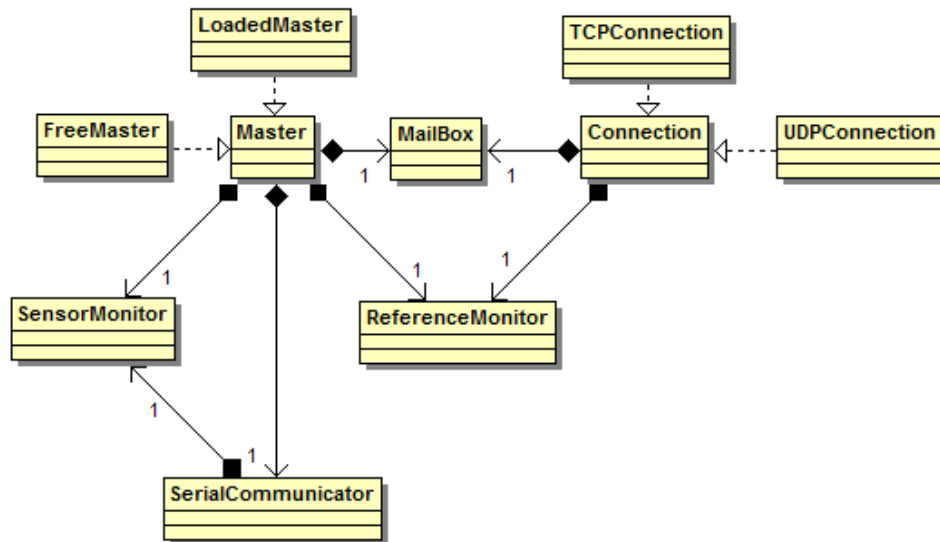 LoadedMaster
TCPConnection
FreeMaster
Master
MailBox
Connection
UDPConnection
1
1
1
1
1
SensorMonitor
ReferenceMonitor
1
1
SerialCommunicator